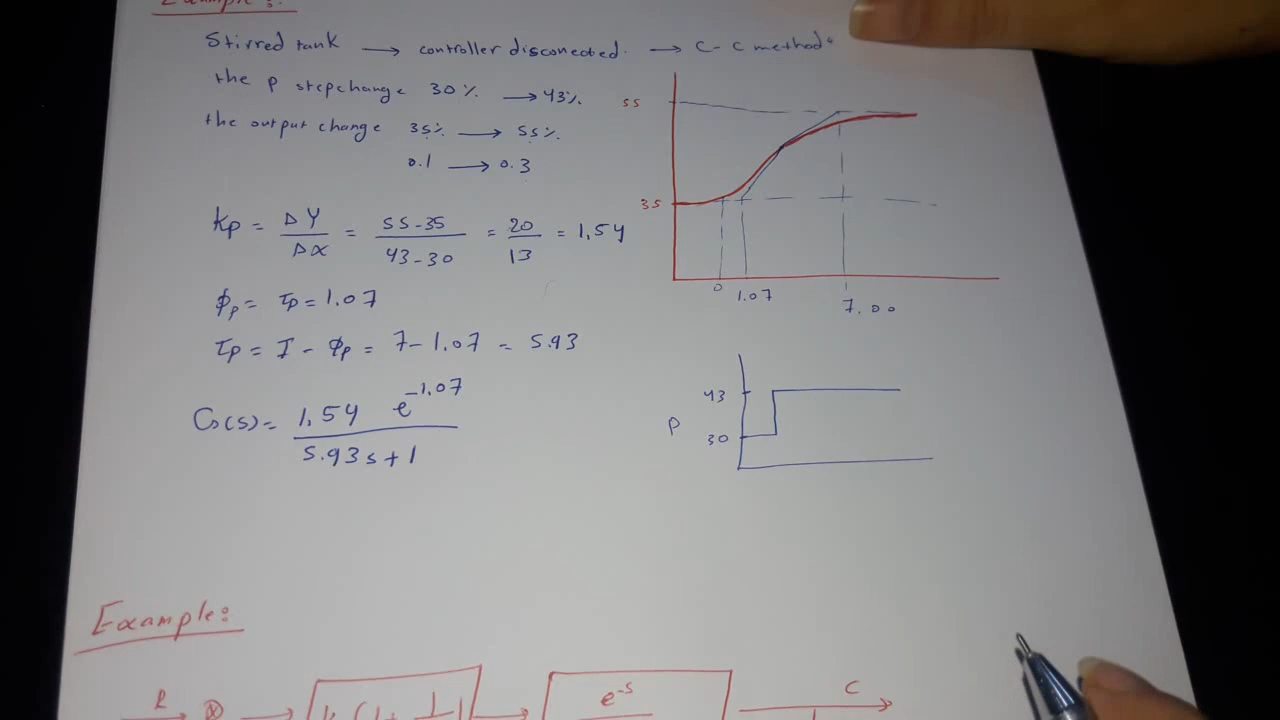 Example:
Stirred tank → controller disconected. → C-C method:
the P stepchange 30% → 43%
the output change 35% → 55%
0.1 → 0.3
Kp = ΔY/Δx = 55-35/43-30 = 20/13 = 1.54
ϕp = τp = 1.07
τp = T - ϕp = 7 - 1.07 = 5.93
G(s) = 1.54 e^-1.07 / 5.93s+1
55
35
0
1.07
7.00
43
P
30
Example:
R
C
e^-s